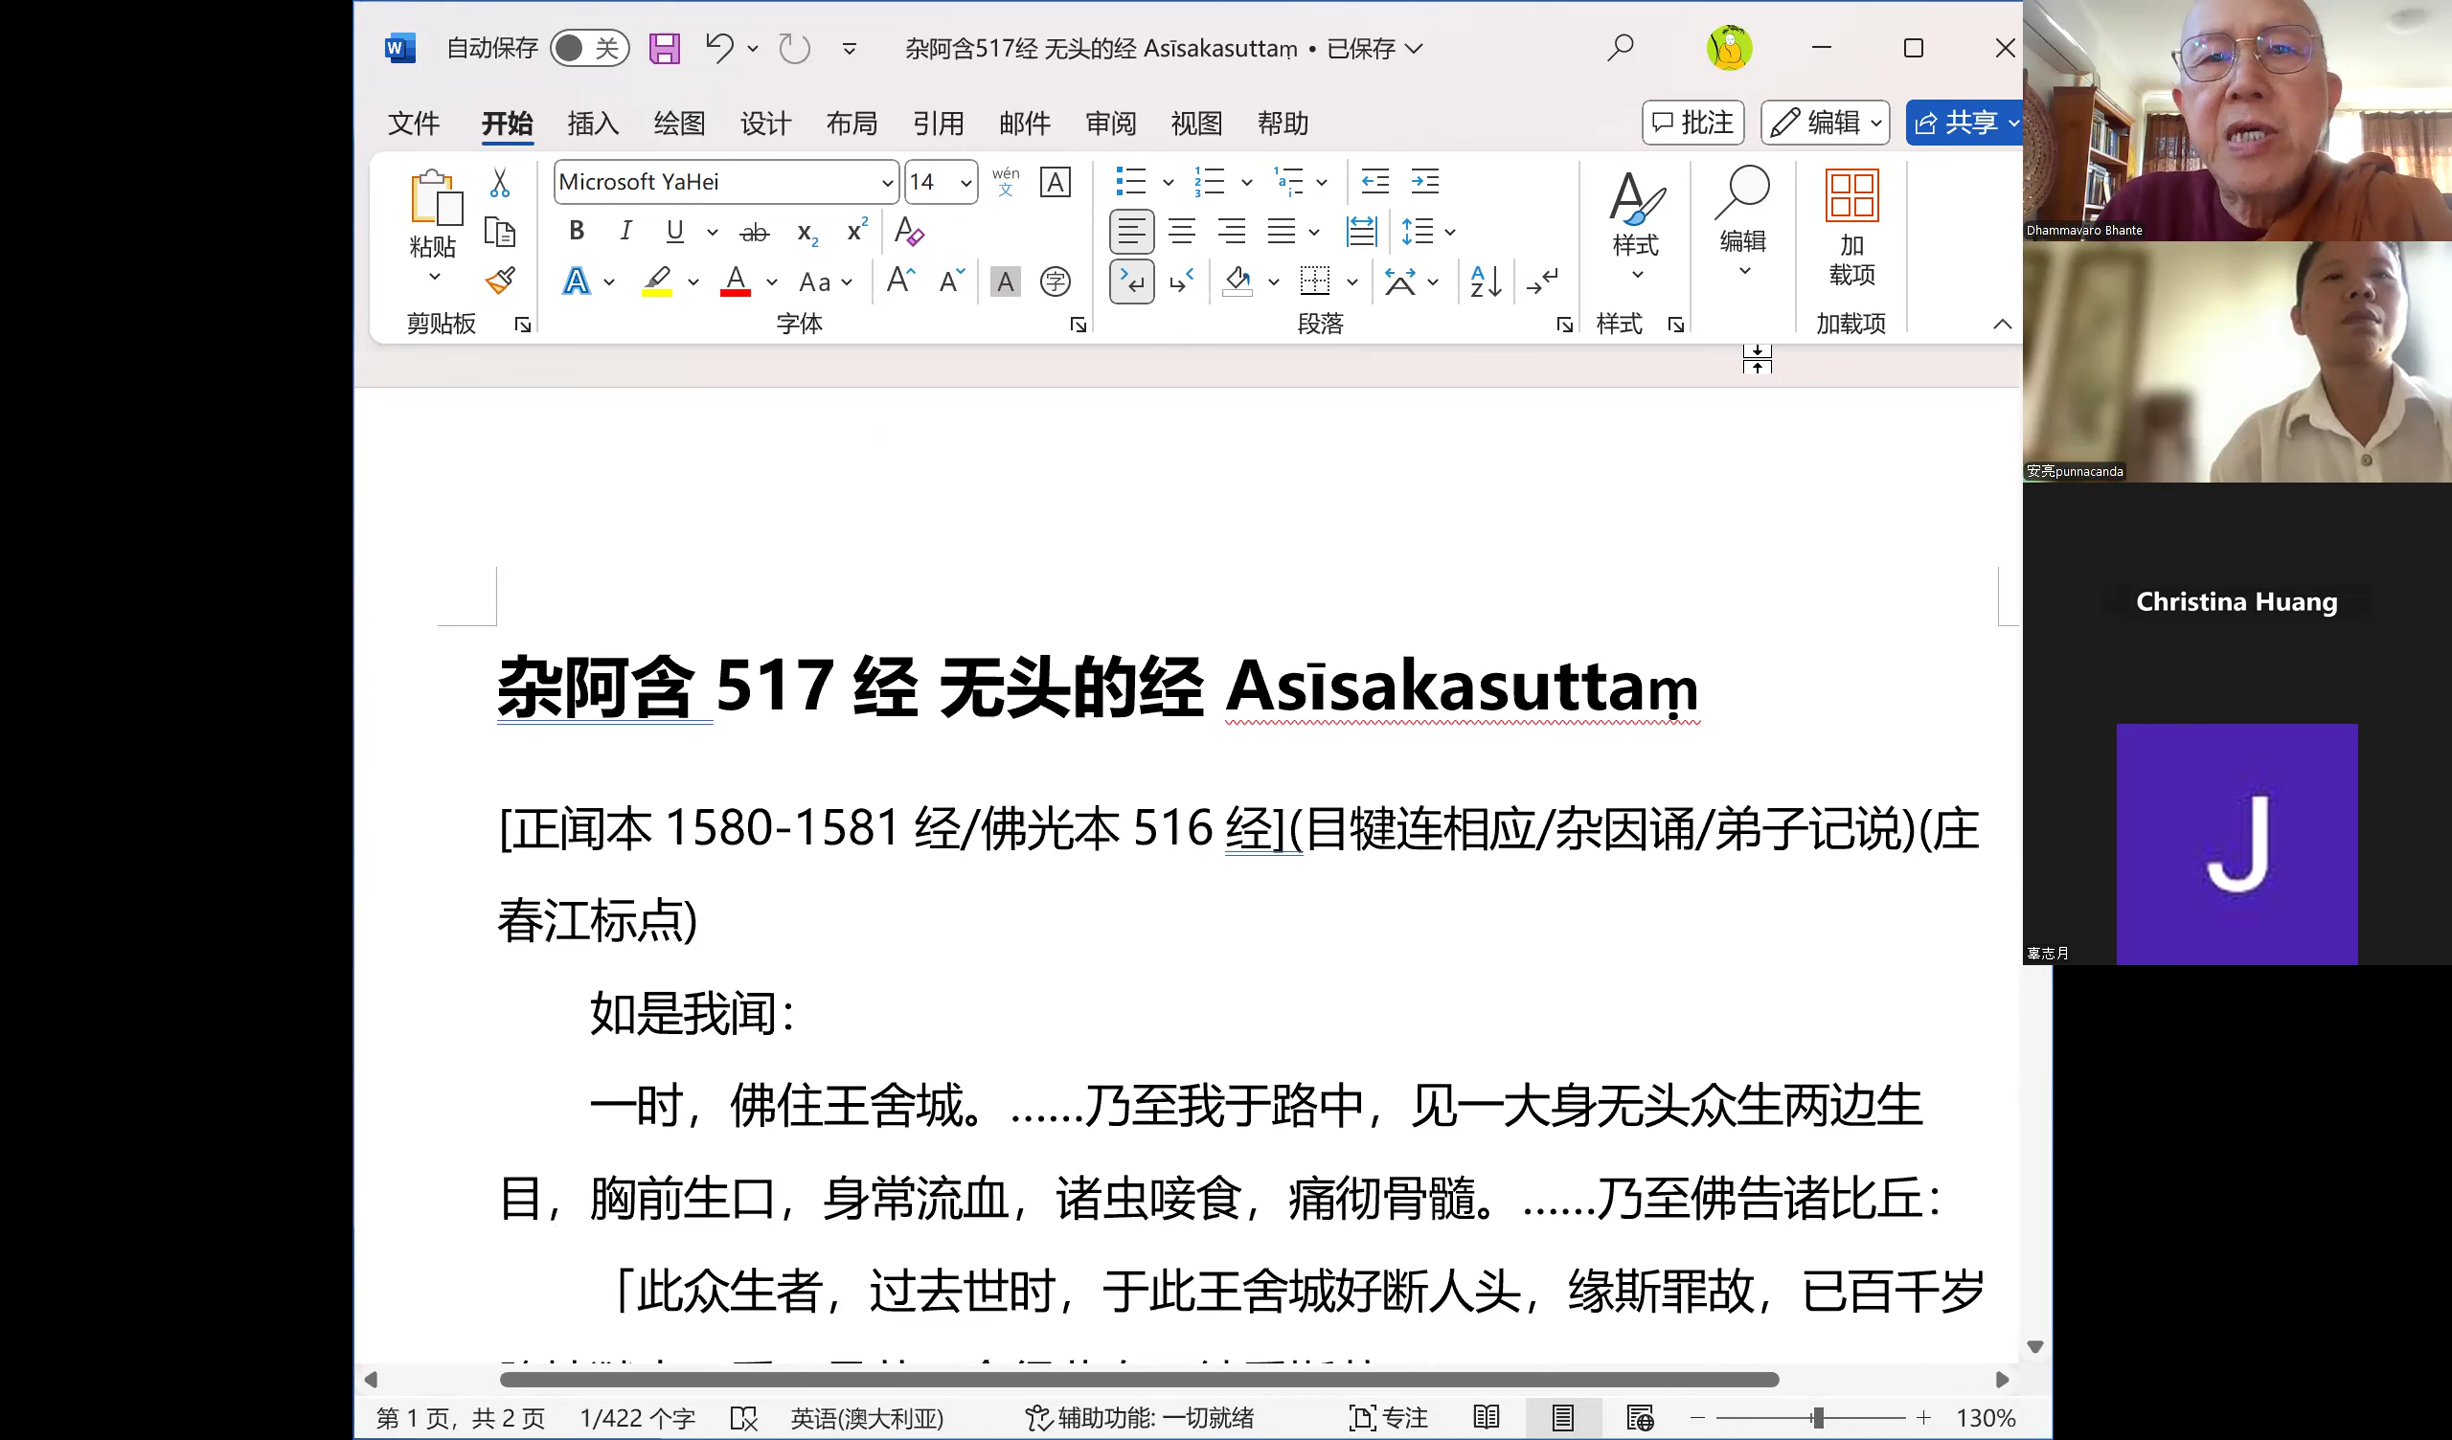 自动保存 关 杂阿含517经 无头的经 Asīsakasuttaṃ • 已保存
文件 开始 插入 绘图 设计 布局 引用 邮件 审阅 视图 帮助 批注 编辑 共享
粘贴
剪贴板
Microsoft YaHei 14 wén 文 A
B I U ab x₂ x² A
A A Aa A A A 字
字体
段落
样式
样式
编辑
加
载项
加载项
杂阿含 517 经 无头的经 Asīsakasuttaṃ
[正闻本 1580-1581 经/佛光本 516 经](目犍连相应/杂因诵/弟子记说)(庄
春江标点)
如是我闻：
一时，佛住王舍城。……乃至我于路中，见一大身无头众生两边生
目，胸前生口，身常流血，诸虫唼食，痛彻骨髓。……乃至佛告诸比丘：
「此众生者，过去世时，于此王舍城好断人头，缘斯罪故，已百千岁
第 1 页，共 2 页 1/422 个字 英语(澳大利亚) 辅助功能: 一切就绪 专注 130%
Dhammavaro Bhante
安亮punnacanda
Christina Huang
J
辜志月